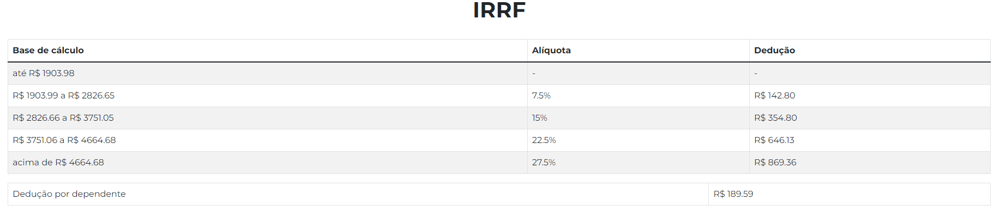 IRRF
Base de cálculo Alíquota Dedução
até R$ 1903.98 - -
R$ 1903.99 a R$ 2826.65 7.5% R$ 142.80
R$ 2826.66 a R$ 3751.05 15% R$ 354.80
R$ 3751.06 a R$ 4664.68 22.5% R$ 646.13
acima de R$ 4664.68 27.5% R$ 869.36
Dedução por dependente R$ 189.59